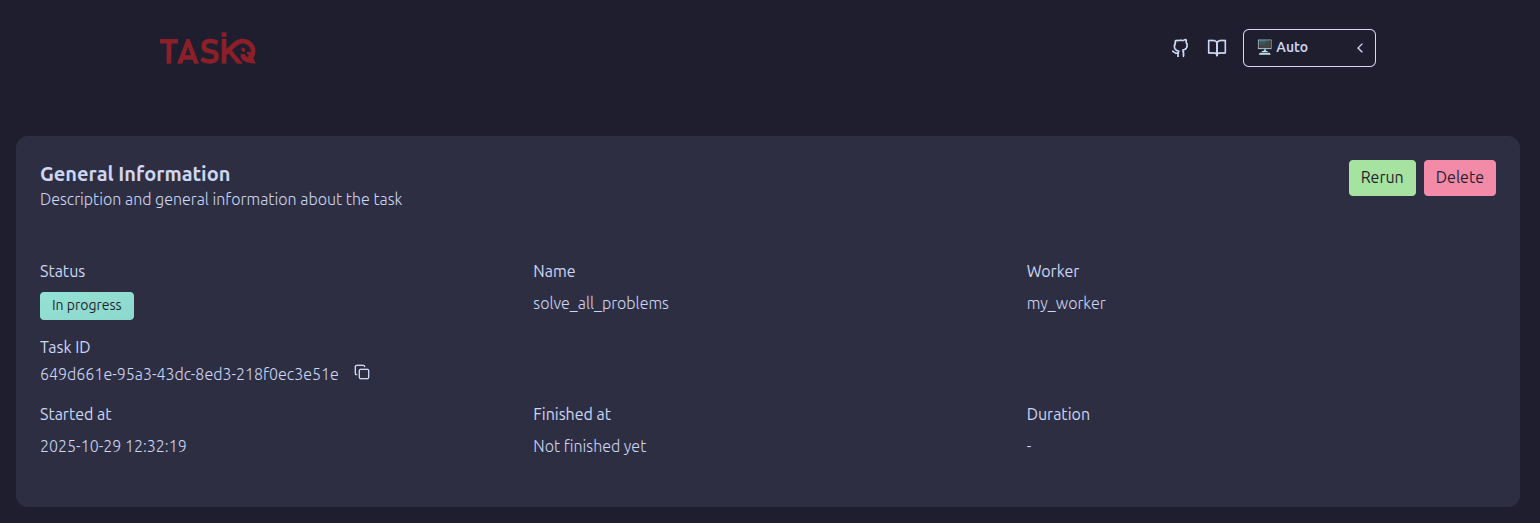 TASKIQ
Auto
General Information
Description and general information about the task
Rerun
Delete
Status
Name
Worker
In progress
solve_all_problems
my_worker
Task ID
649d661e-95a3-43dc-8ed3-218f0ec3e51e
Started at
Finished at
Duration
2025-10-29 12:32:19
Not finished yet
-